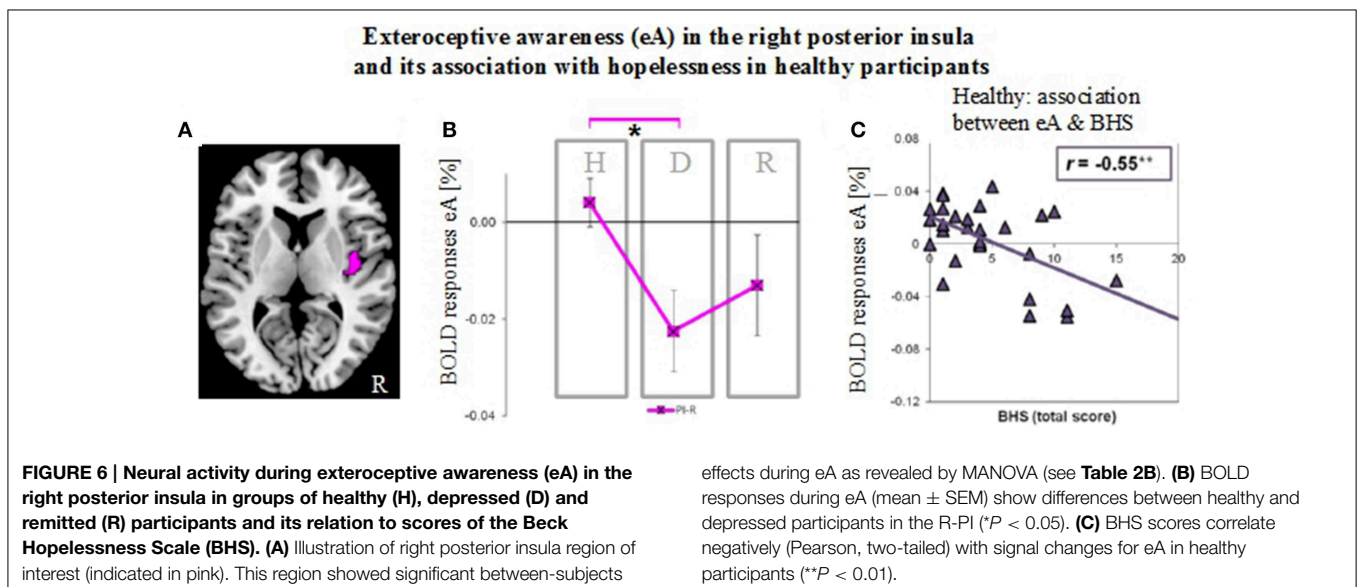 Exteroceptive awareness (eA) in the right posterior insula
and its association with hopelessness in healthy participants
A
R
B
*
H
D
R
BOLD responses eA [%]
0.00
-0.02
-0.04
PI-R
C
Healthy: association
between eA & BHS
r = -0.55**
BOLD responses eA [%]
0.08
0.04
0
-0.04
-0.08
-0.12
0
5
10
15
20
BHS (total score)
FIGURE 6 | Neural activity during exteroceptive awareness (eA) in the
right posterior insula in groups of healthy (H), depressed (D) and
remitted (R) participants and its relation to scores of the Beck
Hopelessness Scale (BHS). (A) Illustration of right posterior insula region of
interest (indicated in pink). This region showed significant between-subjects
effects during eA as revealed by MANOVA (see Table 2B). (B) BOLD
responses during eA (mean ± SEM) show differences between healthy and
depressed participants in the R-PI (*P < 0.05). (C) BHS scores correlate
negatively (Pearson, two-tailed) with signal changes for eA in healthy
participants (**P < 0.01).